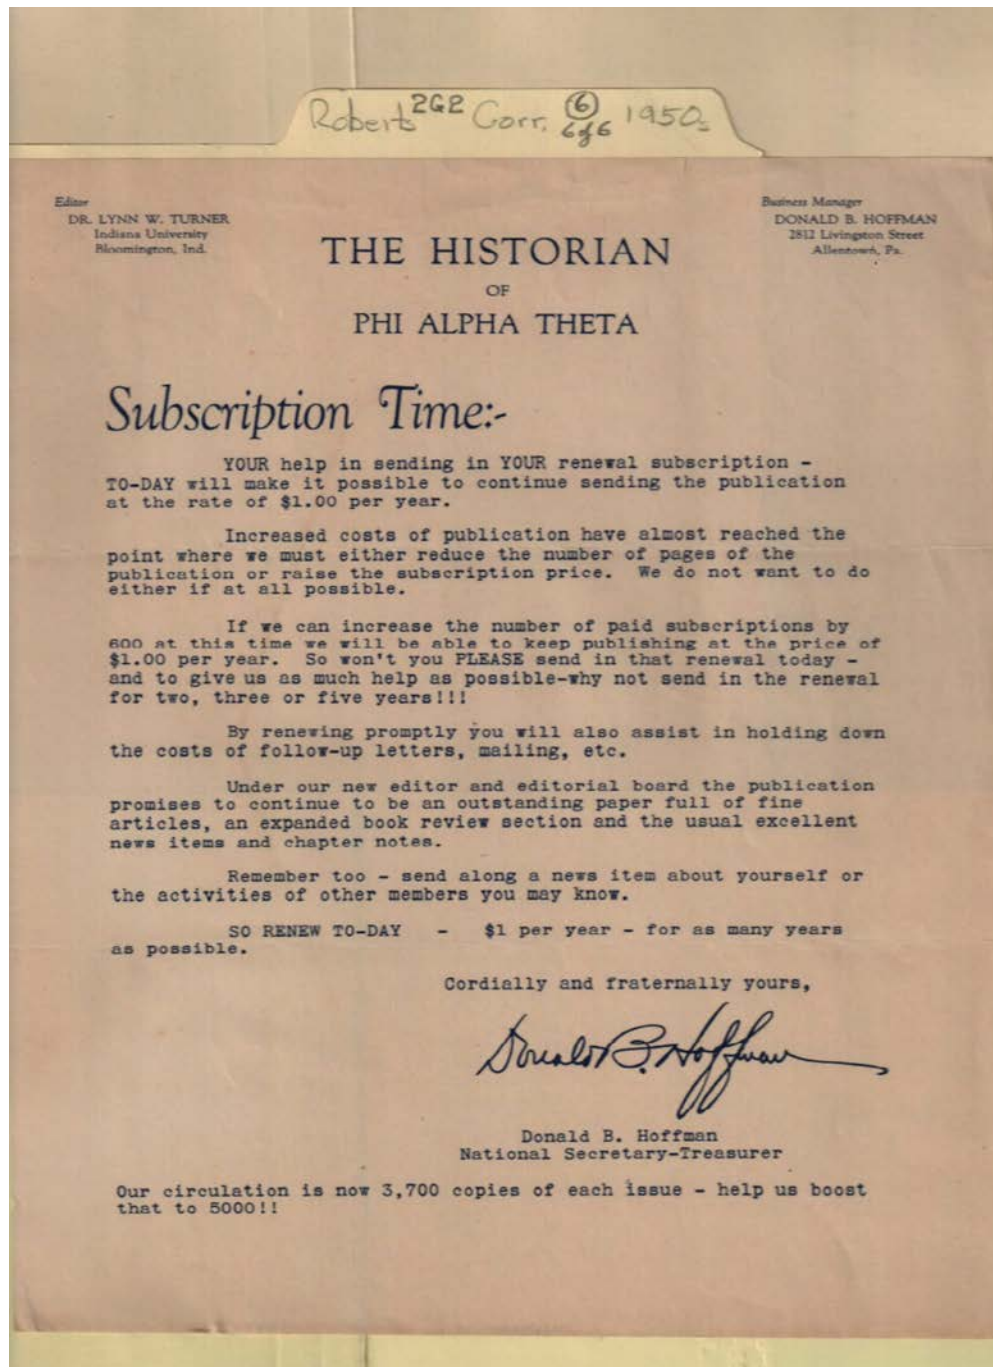 Roberts 2G2 Corr. 6 1950s
6of6
Editor
DR. LYNN W. TURNER
Indiana University
Bloomington, Ind.
Business Manager
DONALD B. HOFFMAN
2812 Livingston Street
Allentown, Pa.
THE HISTORIAN
OF
PHI ALPHA THETA
Subscription Time:-
YOUR help in sending in YOUR renewal subscription -
TO-DAY will make it possible to continue sending the publication
at the rate of $1.00 per year.
Increased costs of publication have almost reached the
point where we must either reduce the number of pages of the
publication or raise the subscription price. We do not want to do
either if at all possible.
If we can increase the number of paid subscriptions by
600 at this time we will be able to keep publishing at the price of
$1.00 per year. So won't you PLEASE send in that renewal today -
and to give us as much help as possible-why not send in the renewal
for two, three or five years!!!
By renewing promptly you will also assist in holding down
the costs of follow-up letters, mailing, etc.
Under our new editor and editorial board the publication
promises to continue to be an outstanding paper full of fine
articles, an expanded book review section and the usual excellent
news items and chapter notes.
Remember too - send along a news item about yourself or
the activities of other members you may know.
SO RENEW TO-DAY - $1 per year - for as many years
as possible.
Cordially and fraternally yours,
Donald B. Hoffman
Donald B. Hoffman
National Secretary-Treasurer
Our circulation is now 3,700 copies of each issue - help us boost
that to 5000!!